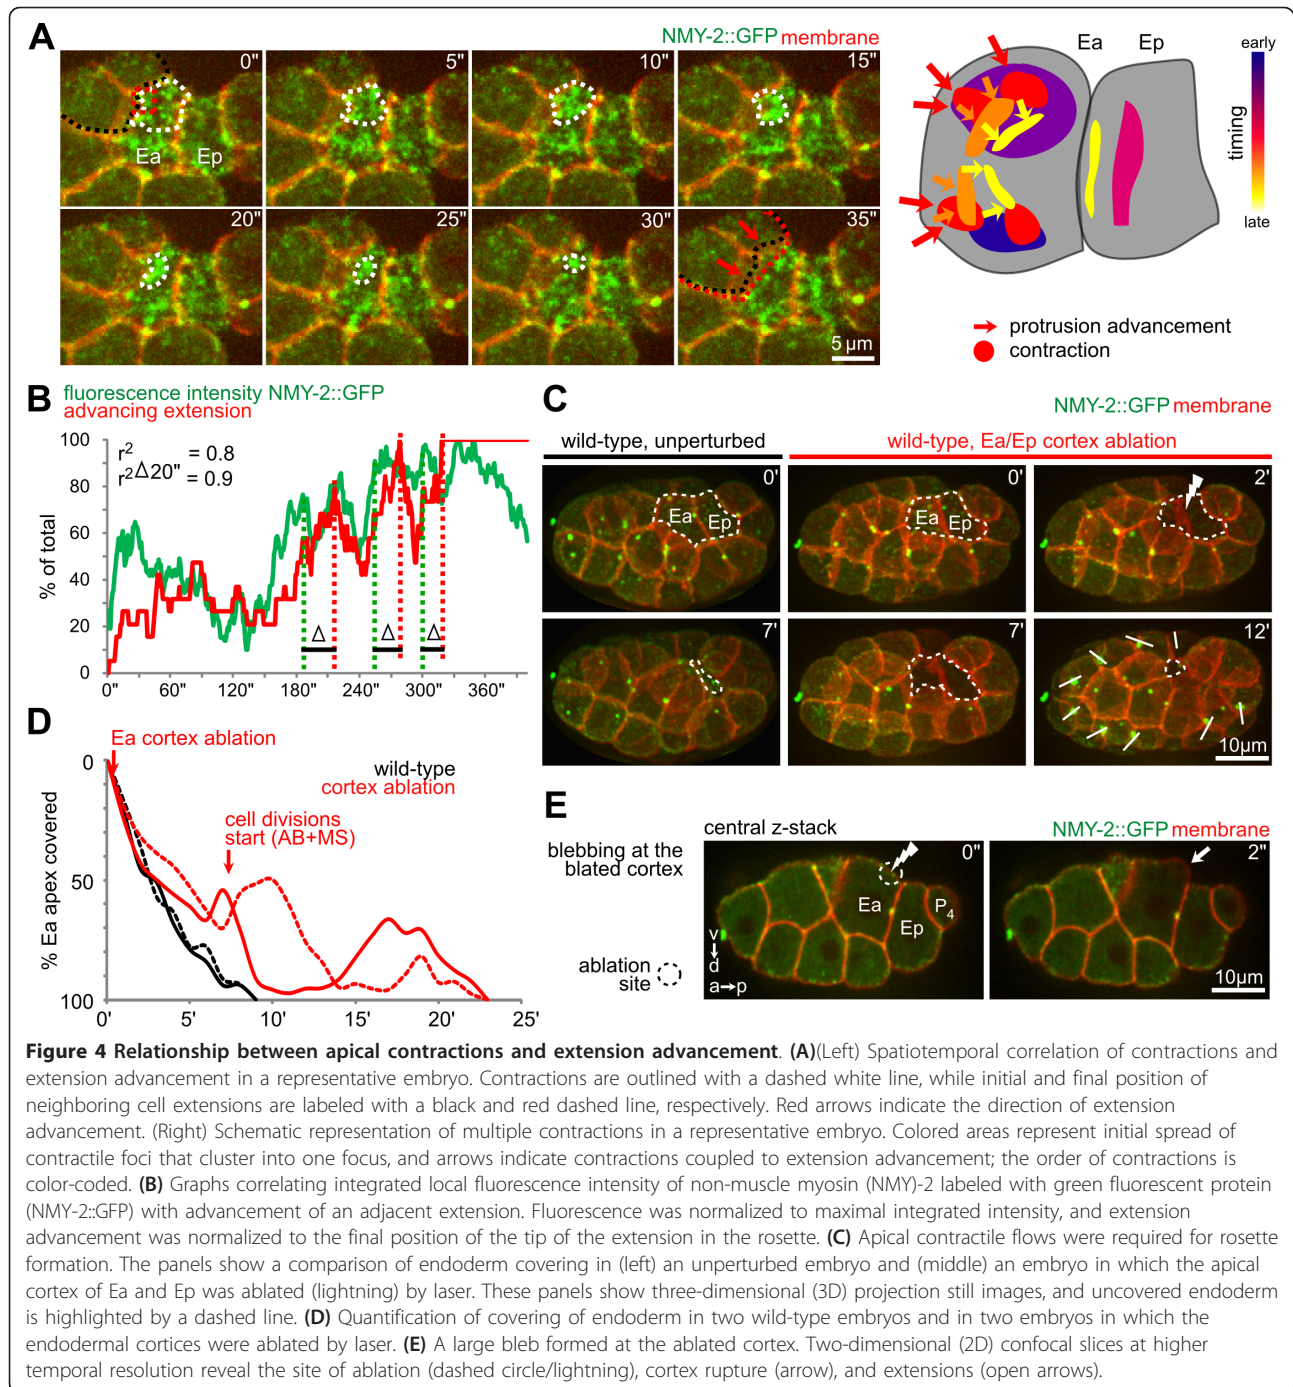 A
NMY-2::GFP membrane
0"
5"
10"
15"
Ea
Ep
20"
25"
30"
35"
5 µm
Ea
Ep
early
timing
late
protrusion advancement
contraction
B
fluorescence intensity NMY-2::GFP
advancing extension
r² = 0.8
r²Δ20" = 0.9
% of total
100
80
60
40
20
0
Δ
Δ
Δ
0"
60"
120"
180"
240"
300"
360"
C
NMY-2::GFP membrane
wild-type, unperturbed
wild-type, Ea/Ep cortex ablation
0'
0'
2'
Ea
Ep
Ea
Ep
7'
7'
12'
10µm
D
Ea cortex ablation
wild-type
cortex ablation
cell divisions
start (AB+MS)
% Ea apex covered
0
50
100
0'
5'
10'
15'
20'
25'
E
central z-stack
NMY-2::GFP membrane
blebbing at the
blated cortex
0"
2"
Ea
Ep
P4
v
d
a→p
ablation
site
10µm
Figure 4 Relationship between apical contractions and extension advancement. (A)(Left) Spatiotemporal correlation of contractions and
extension advancement in a representative embryo. Contractions are outlined with a dashed white line, while initial and final position of
neighboring cell extensions are labeled with a black and red dashed line, respectively. Red arrows indicate the direction of extension
advancement. (Right) Schematic representation of multiple contractions in a representative embryo. Colored areas represent initial spread of
contractile foci that cluster into one focus, and arrows indicate contractions coupled to extension advancement; the order of contractions is
color-coded. (B) Graphs correlating integrated local fluorescence intensity of non-muscle myosin (NMY)-2 labeled with green fluorescent protein
(NMY-2::GFP) with advancement of an adjacent extension. Fluorescence was normalized to maximal integrated intensity, and extension
advancement was normalized to the final position of the tip of the extension in the rosette. (C) Apical contractile flows were required for rosette
formation. The panels show a comparison of endoderm covering in (left) an unperturbed embryo and (middle) an embryo in which the apical
cortex of Ea and Ep was ablated (lightning) by laser. These panels show three-dimensional (3D) projection still images, and uncovered endoderm
is highlighted by a dashed line. (D) Quantification of covering of endoderm in two wild-type embryos and in two embryos in which the
endodermal cortices were ablated by laser. (E) A large bleb formed at the ablated cortex. Two-dimensional (2D) confocal slices at higher
temporal resolution reveal the site of ablation (dashed circle/lightning), cortex rupture (arrow), and extensions (open arrows).